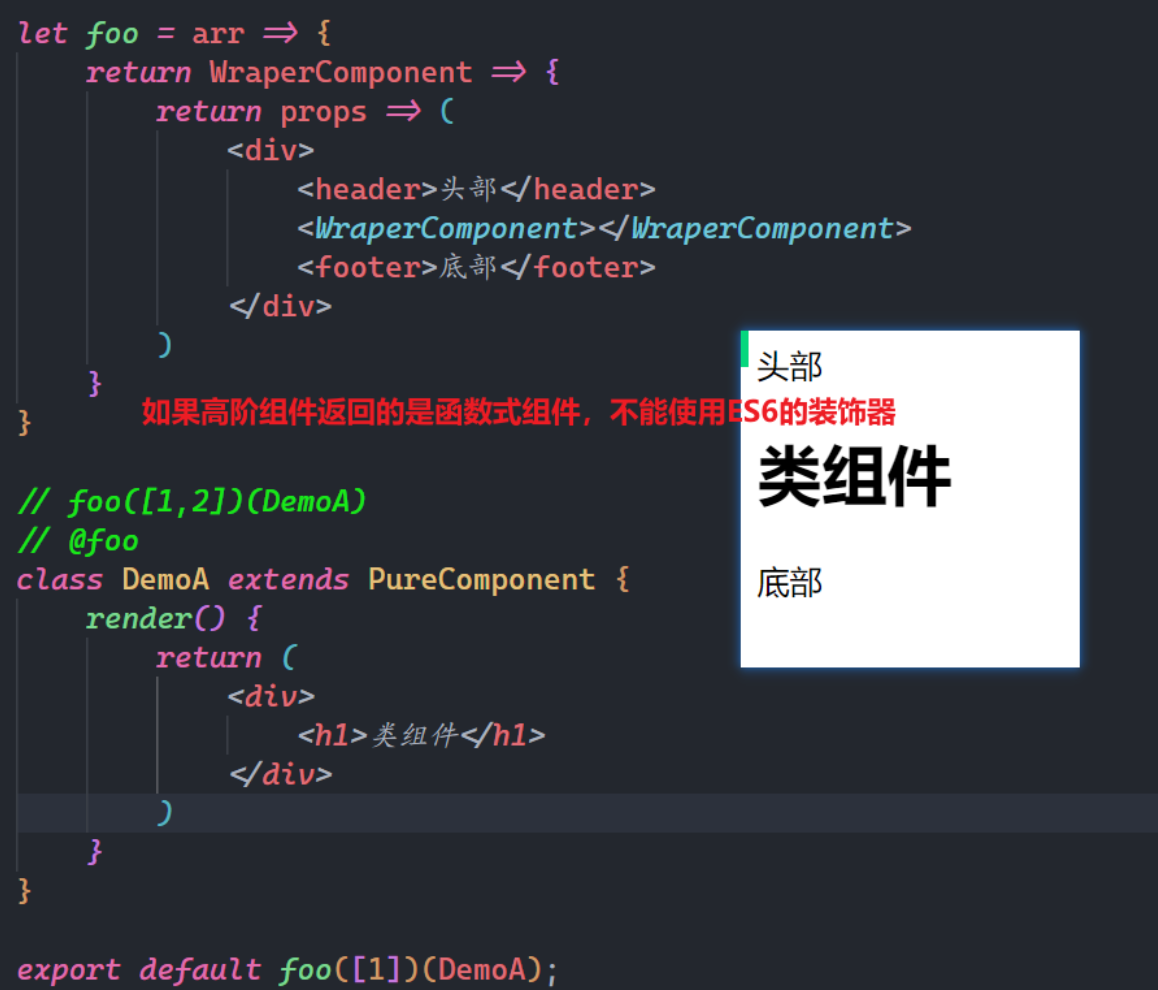 let foo = arr => {
return WraperComponent => {
return props => (
<div>
<header>头部</header>
<WraperComponent></WraperComponent>
<footer>底部</footer>
</div>
)
}
}
如果高阶组件返回的是函数式组件，不能使用ES6的装饰器
头部
类组件
底部
// foo([1,2])(DemoA)
// @foo
class DemoA extends PureComponent {
render() {
return (
<div>
<h1>类组件</h1>
</div>
)
}
}
export default foo([1])(DemoA);